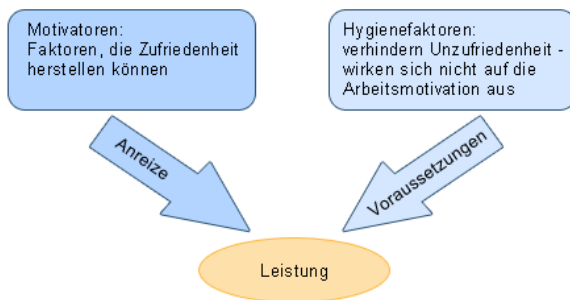 Motivatoren:
Faktoren, die Zufriedenheit
herstellen können
Hygienefaktoren:
verhindern Unzufriedenheit -
wirken sich nicht auf die
Arbeitsmotivation aus
Anreize
Voraussetzungen
Leistung